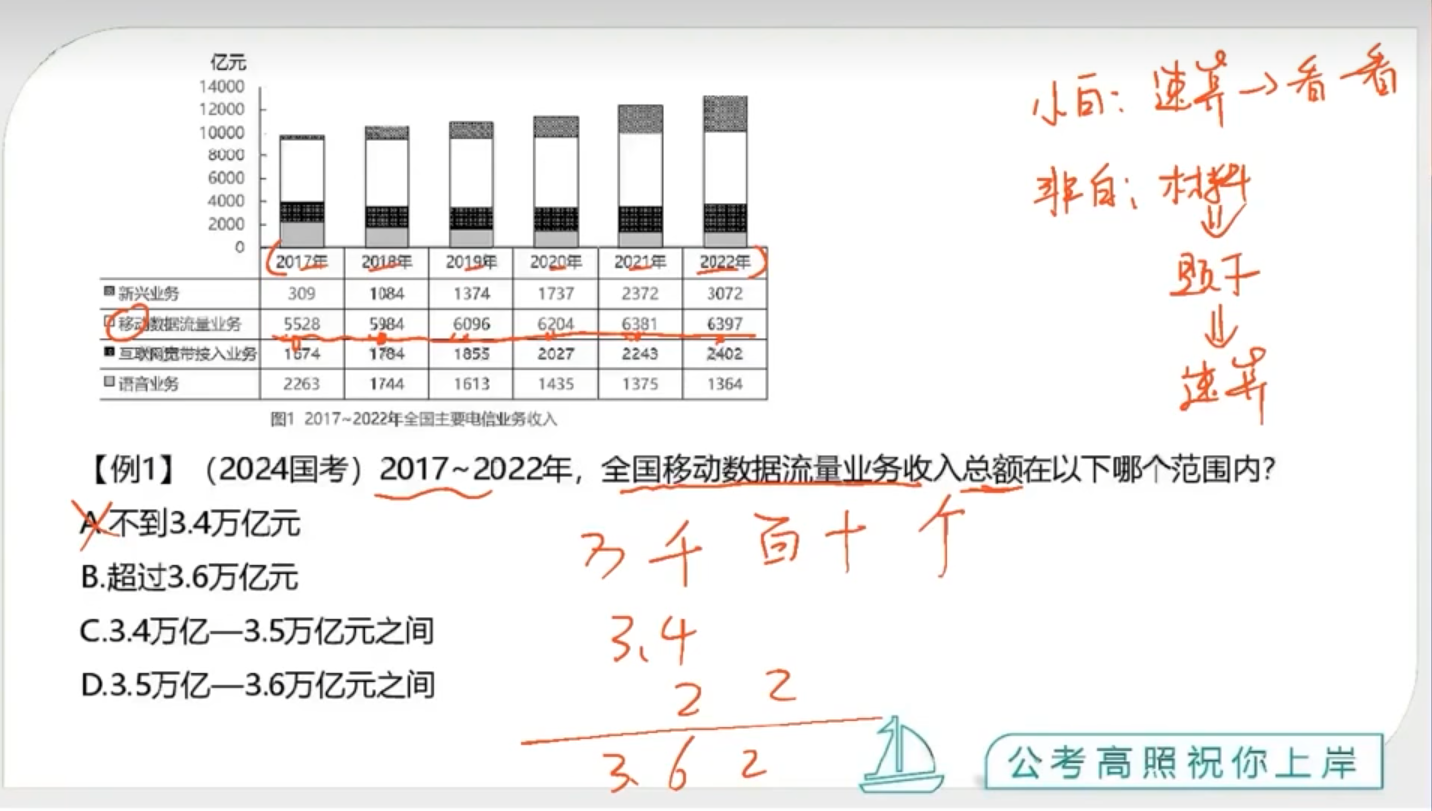 亿元
14000
12000
10000
8000
6000
4000
2000
0
2017年 2018年 2019年 2020年 2021年 2022年
新兴业务 309 1084 1374 1737 2372 3072
移动数据流量业务 5528 5984 6096 6204 6381 6397
互联网宽带接入业务 1674 1784 1855 2027 2243 2402
语音业务 2263 1744 1613 1435 1375 1364
图1 2017~2022年全国主要电信业务收入
小白：速算→看一看
非白：材料
⇓
题干
⇓
速算
【例1】（2024国考）2017~2022年，全国移动数据流量业务收入总额在以下哪个范围内？
A.不到3.4万亿元
B.超过3.6万亿元
C.3.4万亿—3.5万亿元之间
D.3.5万亿—3.6万亿元之间
万 千 百 十 个
3.4
2 2
3.6 2
公考高照祝你上岸